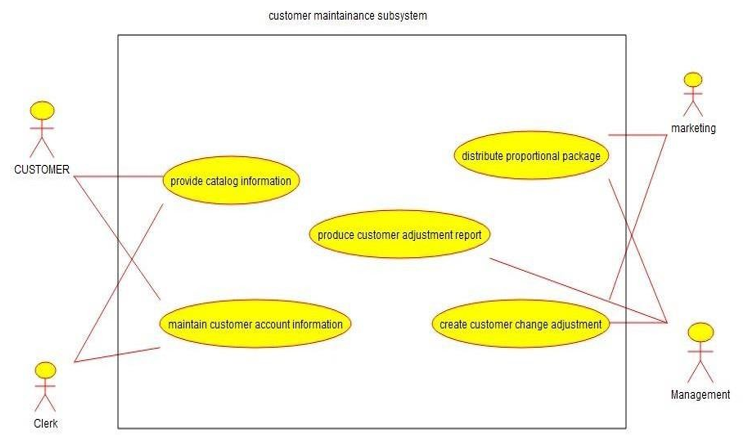 customer maintainance subsystem
marketing
CUSTOMER
distribute proportional package
provide catalog information
produce customer adjustment report
maintain customer account information
create customer change adjustment
Management
Clerk